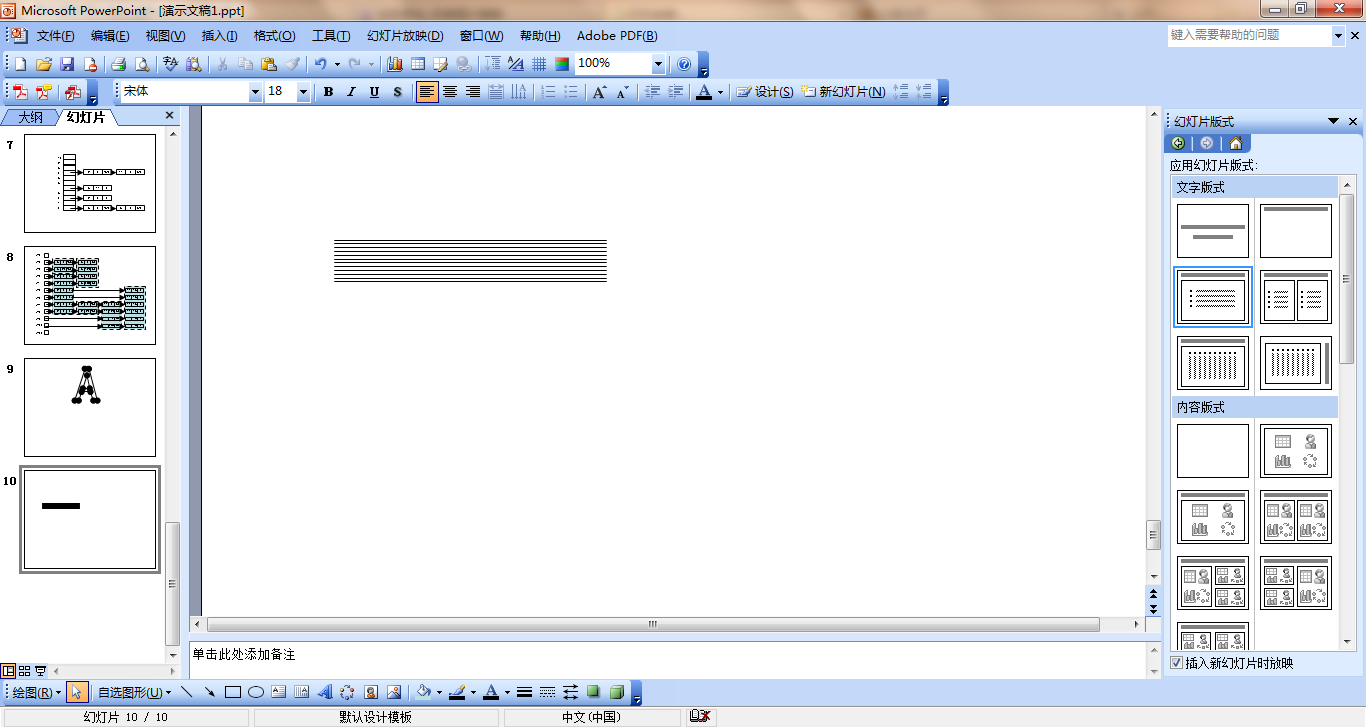 Microsoft PowerPoint - [演示文稿1.ppt]
文件(F) 编辑(E) 视图(V) 插入(I) 格式(O) 工具(T) 幻灯片放映(D) 窗口(W) 帮助(H) Adobe PDF(B) 键入需要帮助的问题
100%
宋体 18 B I U S A A A 设计(S) 新幻灯片(N)
大纲 幻灯片
幻灯片版式
应用幻灯片版式:
文字版式
7
8
9
10
内容版式
插入新幻灯片时放映
单击此处添加备注
绘图(R) 自选图形(U) A A
幻灯片 10 / 10 默认设计模板 中文(中国)